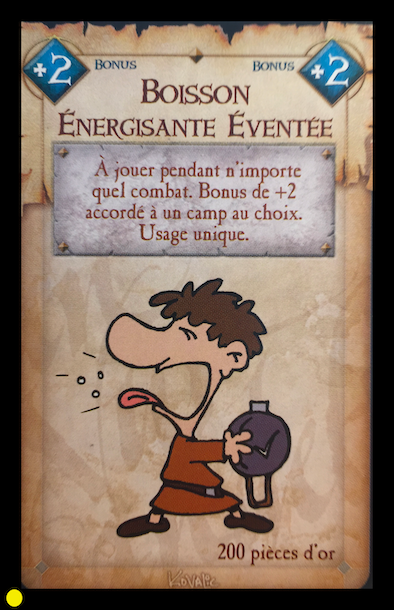 +2 Bonus Bonus +2
Boisson
Énergisante Éventée
À jouer pendant n'importe
quel combat. Bonus de +2
accordé à un camp au choix.
Usage unique.
200 pièces d'or
Kovalic